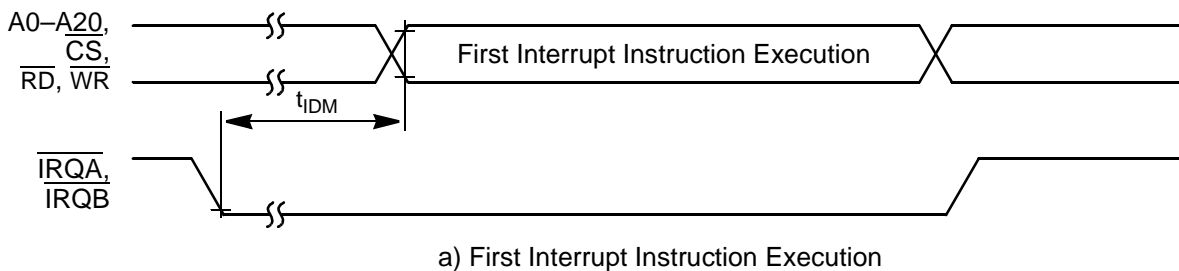 A0–A20,
CS,
RD, WR
First Interrupt Instruction Execution
tIDM
IRQA,
IRQB
a) First Interrupt Instruction Execution